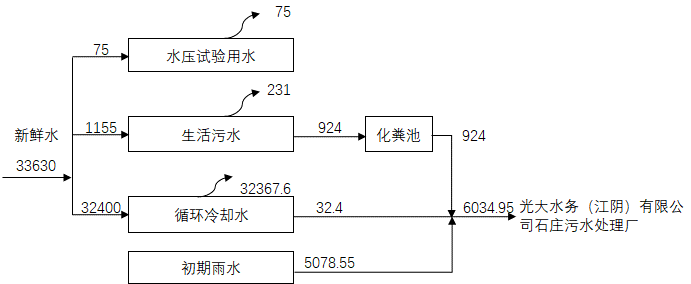 75
75
水压试验用水
231
新鲜水
1155
生活污水
924
化粪池
924
33630
32367.6
32400
循环冷却水
32.4
6034.95
光大水务（江阴）有限公
司石庄污水处理厂
初期雨水
5078.55